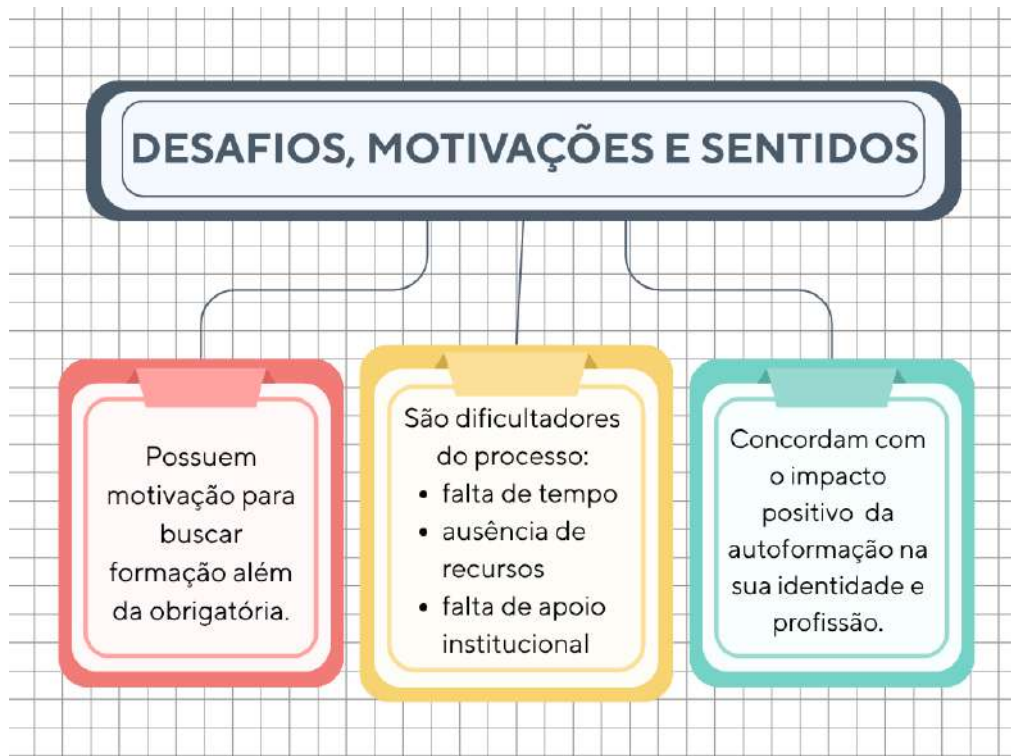 DESAFIOS, MOTIVAÇÕES E SENTIDOS
Possuem
motivação para
buscar
formação além
da obrigatória.
São dificultadores
do processo:
• falta de tempo
• ausência de
recursos
• falta de apoio
institucional
Concordam com
o impacto
positivo da
autoformação na
sua identidade e
profissão.